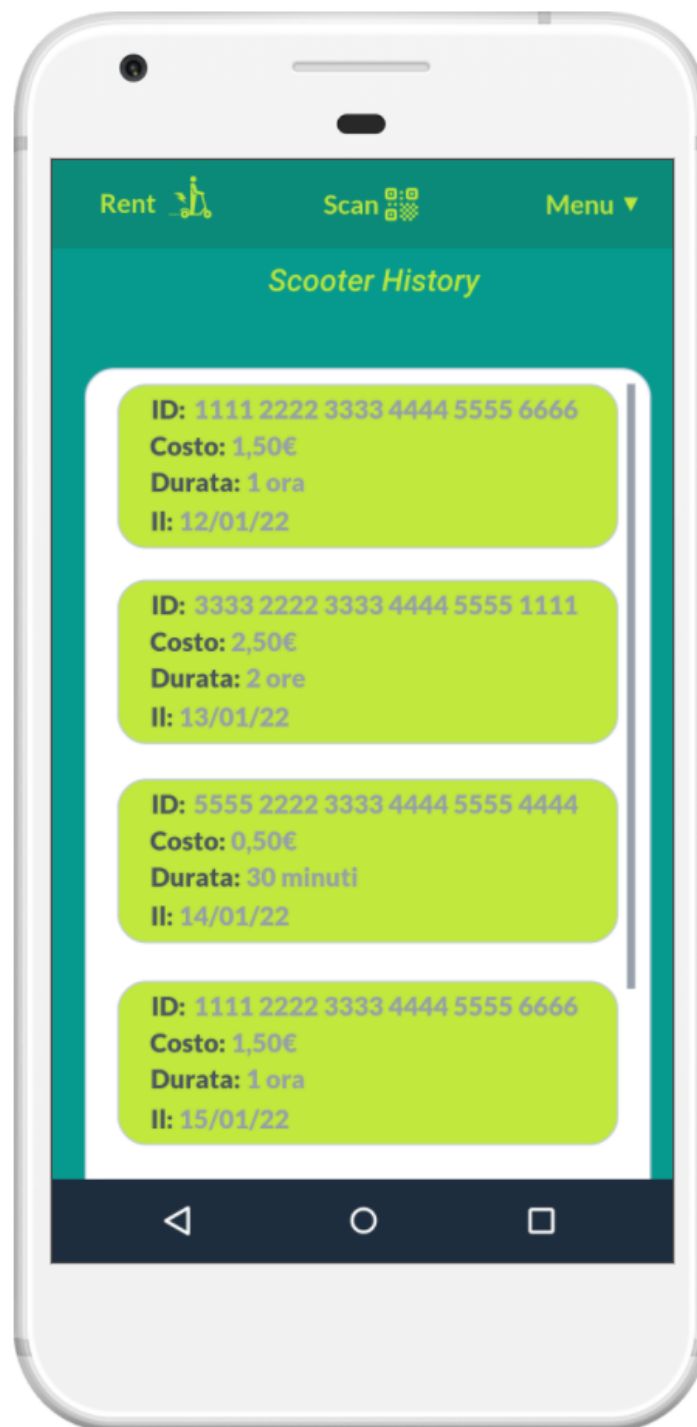 Rent Scan Menu ▼
Scooter History
ID: 1111 2222 3333 4444 5555 6666
Costo: 1,50€
Durata: 1 ora
Il: 12/01/22
ID: 3333 2222 3333 4444 5555 1111
Costo: 2,50€
Durata: 2 ore
Il: 13/01/22
ID: 5555 2222 3333 4444 5555 4444
Costo: 0,50€
Durata: 30 minuti
Il: 14/01/22
ID: 1111 2222 3333 4444 5555 6666
Costo: 1,50€
Durata: 1 ora
Il: 15/01/22